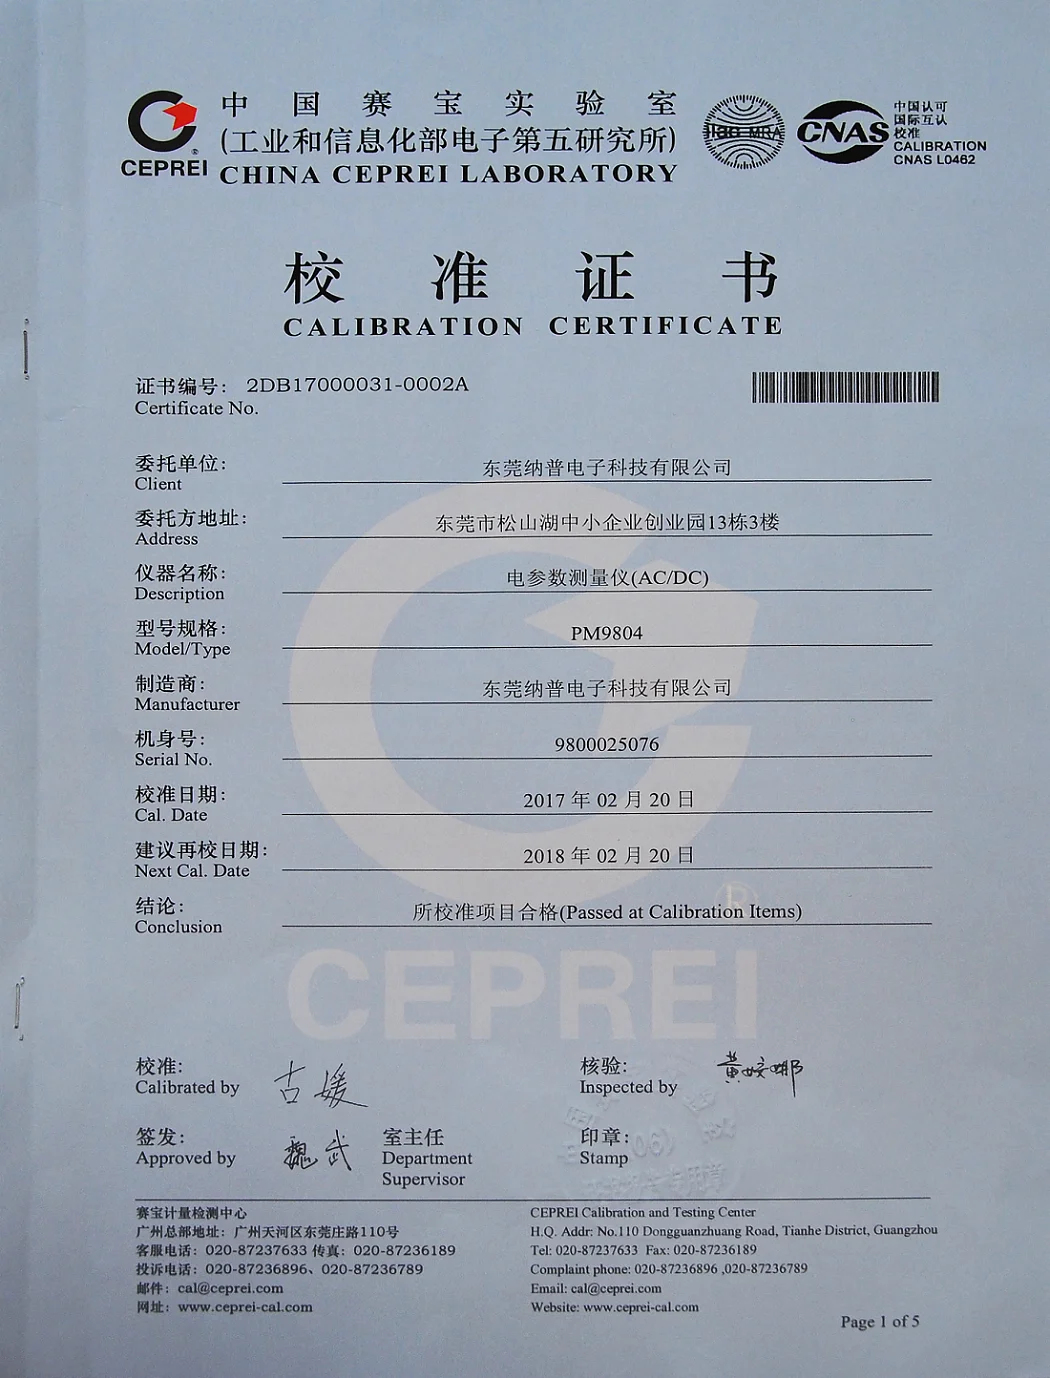 CEPREI
中国赛宝实验室
(工业和信息化部电子第五研究所)
CHINA CEPREI LABORATORY
ilac-MRA
CNAS
中国认可
国际互认
校准
CALIBRATION
CNAS L0462
校准证书
CALIBRATION CERTIFICATE
证书编号: 2DB17000031-0002A
Certificate No.
委托单位: 东莞纳普电子科技有限公司
Client
委托方地址: 东莞市松山湖中小企业创业园13栋3楼
Address
仪器名称: 电参数测量仪(AC/DC)
Description
型号规格: PM9804
Model/Type
制造商: 东莞纳普电子科技有限公司
Manufacturer
机身号: 9800025076
Serial No.
校准日期: 2017 年 02 月 20 日
Cal. Date
建议再校日期: 2018 年 02 月 20 日
Next Cal. Date
结论: 所校准项目合格(Passed at Calibration Items)
Conclusion
CEPREI
校准: 古媛
Calibrated by
核验: 黄姣娜
Inspected by
签发: 魏武 室主任
Approved by Department
Supervisor
印章:
Stamp
赛宝计量检测中心
广州总部地址: 广州天河区东莞庄路110号
客服电话: 020-87237633 传真: 020-87236189
投诉电话: 020-87236896、020-87236789
邮件: cal@ceprei.com
网址: www.ceprei-cal.com
CEPREI Calibration and Testing Center
H.Q. Addr: No.110 Dongguanzhuang Road, Tianhe District, Guangzhou
Tel: 020-87237633 Fax: 020-87236189
Complaint phone: 020-87236896 ,020-87236789
Email: cal@ceprei.com
Website: www.ceprei-cal.com
Page 1 of 5